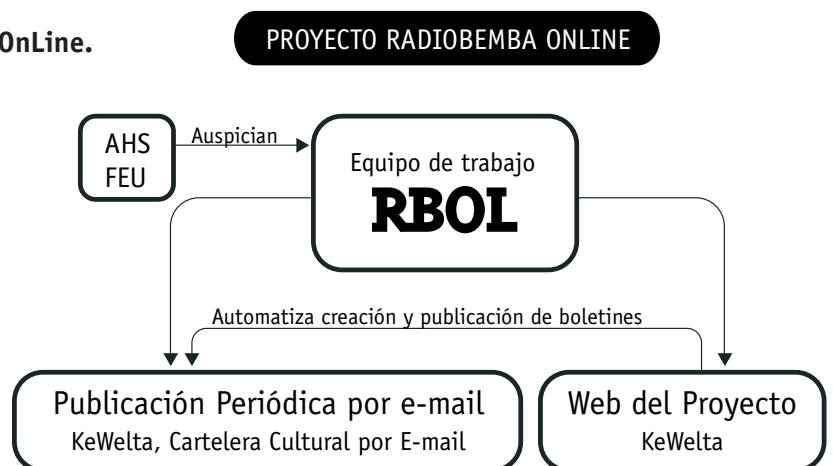 OnLine.
PROYECTO RADIOBEMBA ONLINE
AHS
FEU
Auspician
Equipo de trabajo
RBOL
Automatiza creación y publicación de boletines
Publicación Periódica por e-mail
KeWelta, Cartelera Cultural por E-mail
Web del Proyecto
KeWelta